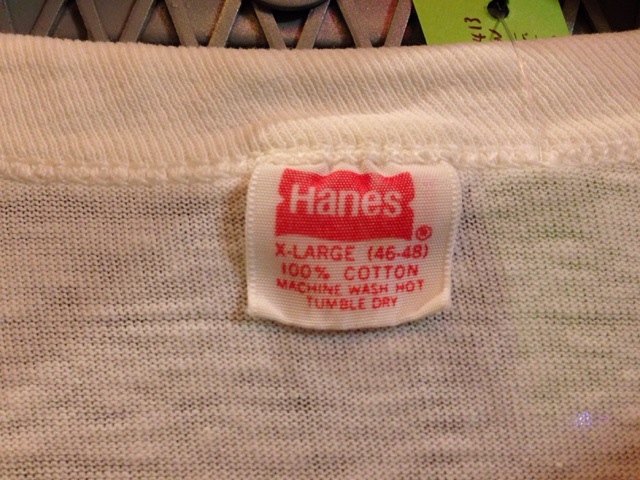 Hanes®
X-LARGE (46-48)
100% COTTON
MACHINE WASH HOT
TUMBLE DRY